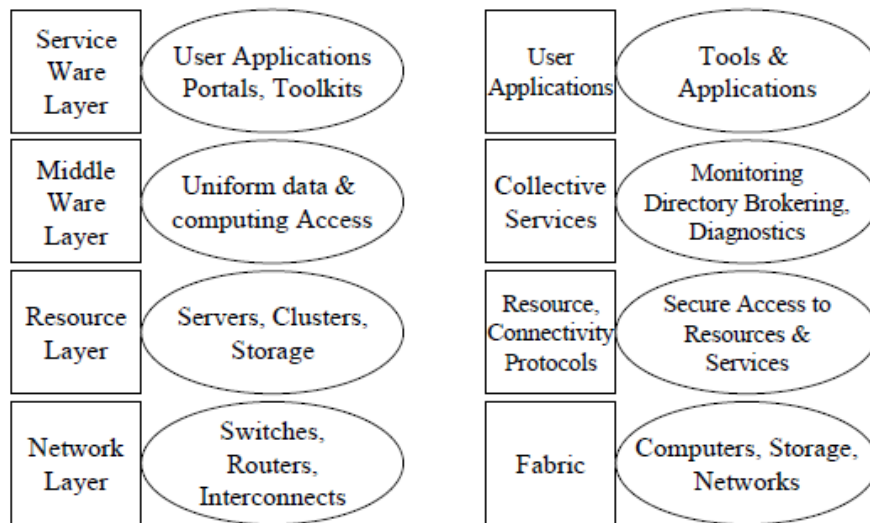 Service
Ware
Layer
User Applications
Portals, Toolkits
Middle
Ware
Layer
Uniform data &
computing Access
Resource
Layer
Servers, Clusters,
Storage
Network
Layer
Switches,
Routers,
Interconnects
User
Applications
Tools &
Applications
Collective
Services
Monitoring
Directory Brokering,
Diagnostics
Resource,
Connectivity
Protocols
Secure Access to
Resources &
Services
Fabric
Computers, Storage,
Networks